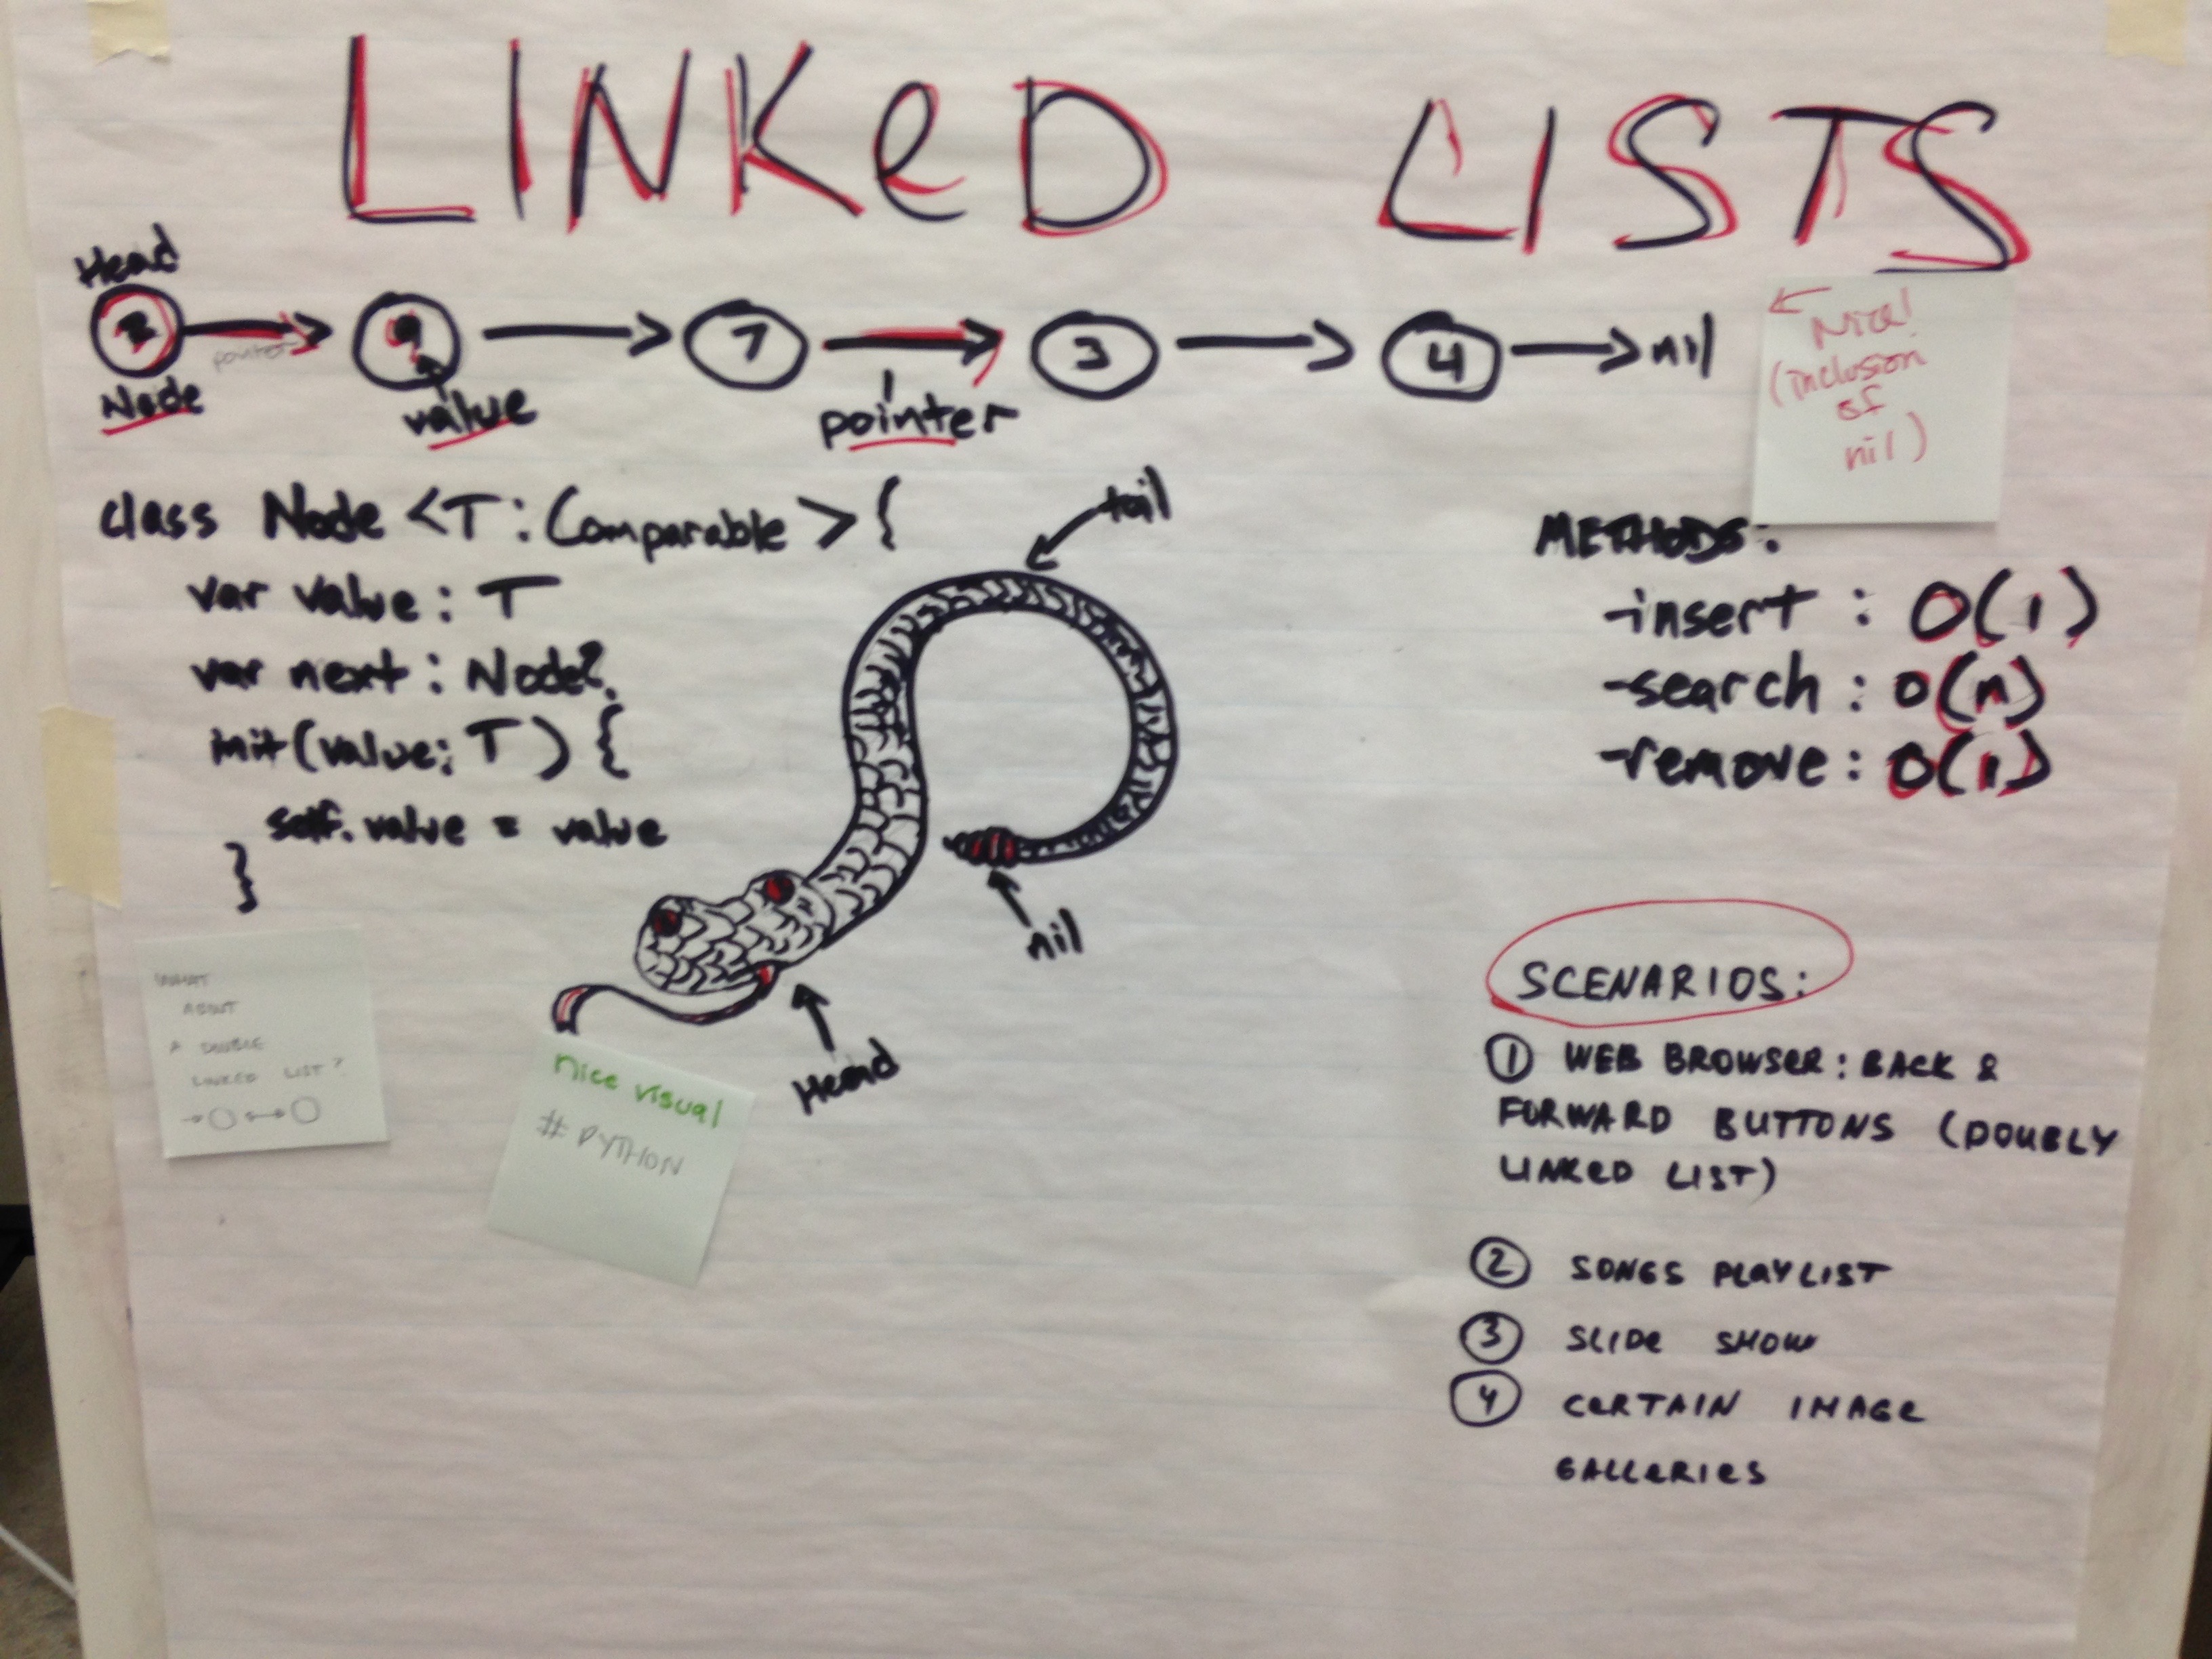 LINKeD LISTS
Head
2 9 7 3 4 nil
pointer
Node
value
pointer
← Nice!
(inclusion
of
nil)
class Node <T: Comparable> {
var value: T
var next: Node?
init(value: T) {
self.value = value
}
tail
nil
Head
METHODS:
-insert : O(1)
-search : O(n)
-remove : O(1)
WHAT
ABOUT
A DOUBLE
LINKED LIST?
nice visual
# PYTHON
SCENARIOS:
1 WEB BROWSER: BACK &
FORWARD BUTTONS (DOUBLY
LINKeD LIST)
2 SONGS PLAYLIST
3 SLIDe SHOW
4 CeRTAIN IMAGe
GALLeRIeS